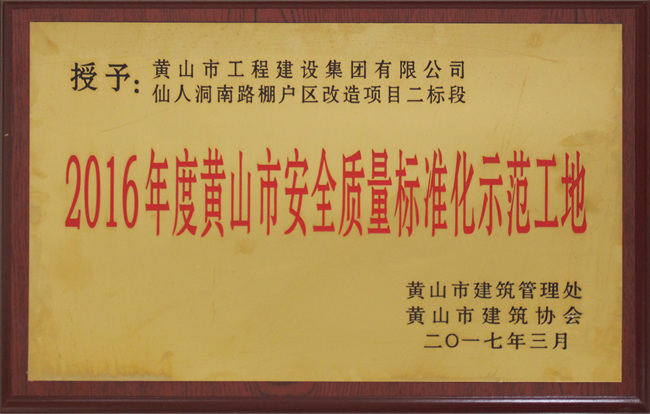 授予：黄山市工程建设集团有限公司
仙人洞南路棚户区改造项目二标段
2016年度黄山市安全质量标准化示范工地
黄山市建筑管理处
黄山市建筑协会
二〇一七年三月